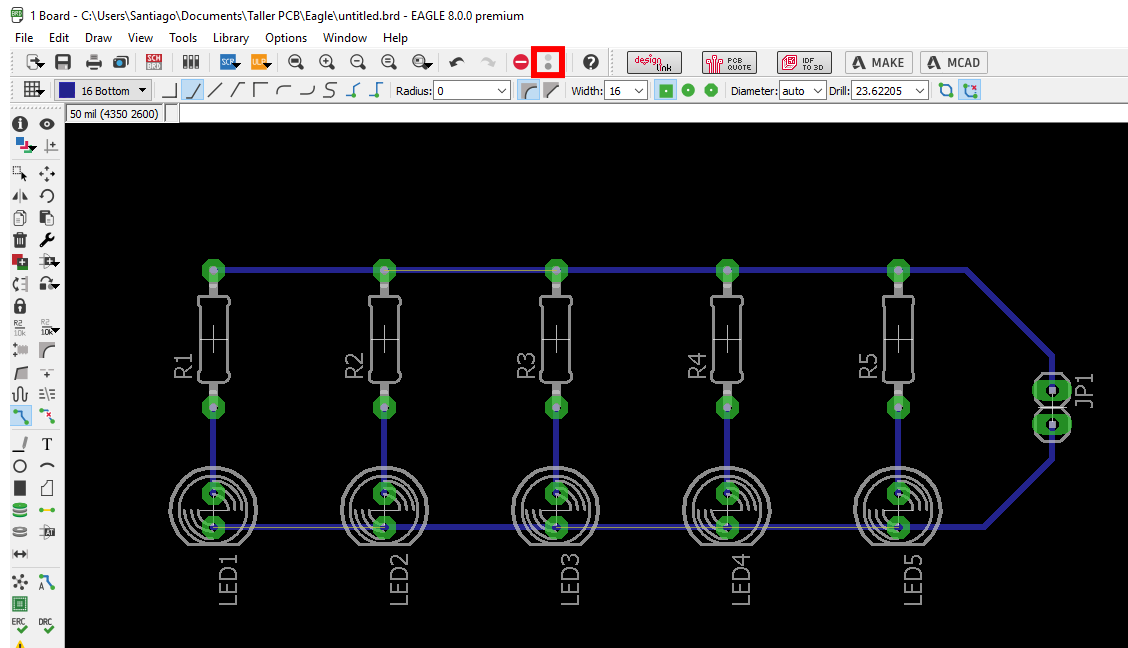 1 Board - C:\Users\Santiago\Documents\Taller PCB\Eagle\untitled.brd - EAGLE 8.0.0 premium
File Edit Draw View Tools Library Options Window Help
SCH BRD SCR ULP design link PCB QUOTE IDF TO 3D MAKE MCAD
16 Bottom Radius: 0 Width: 16 Diameter: auto Drill: 23.62205
50 mil (4350 2600)
R2 10k R2 10k
T
AT
A
ERC DRC
R1 R2 R3 R4 R5 JP1
LED1 LED2 LED3 LED4 LED5